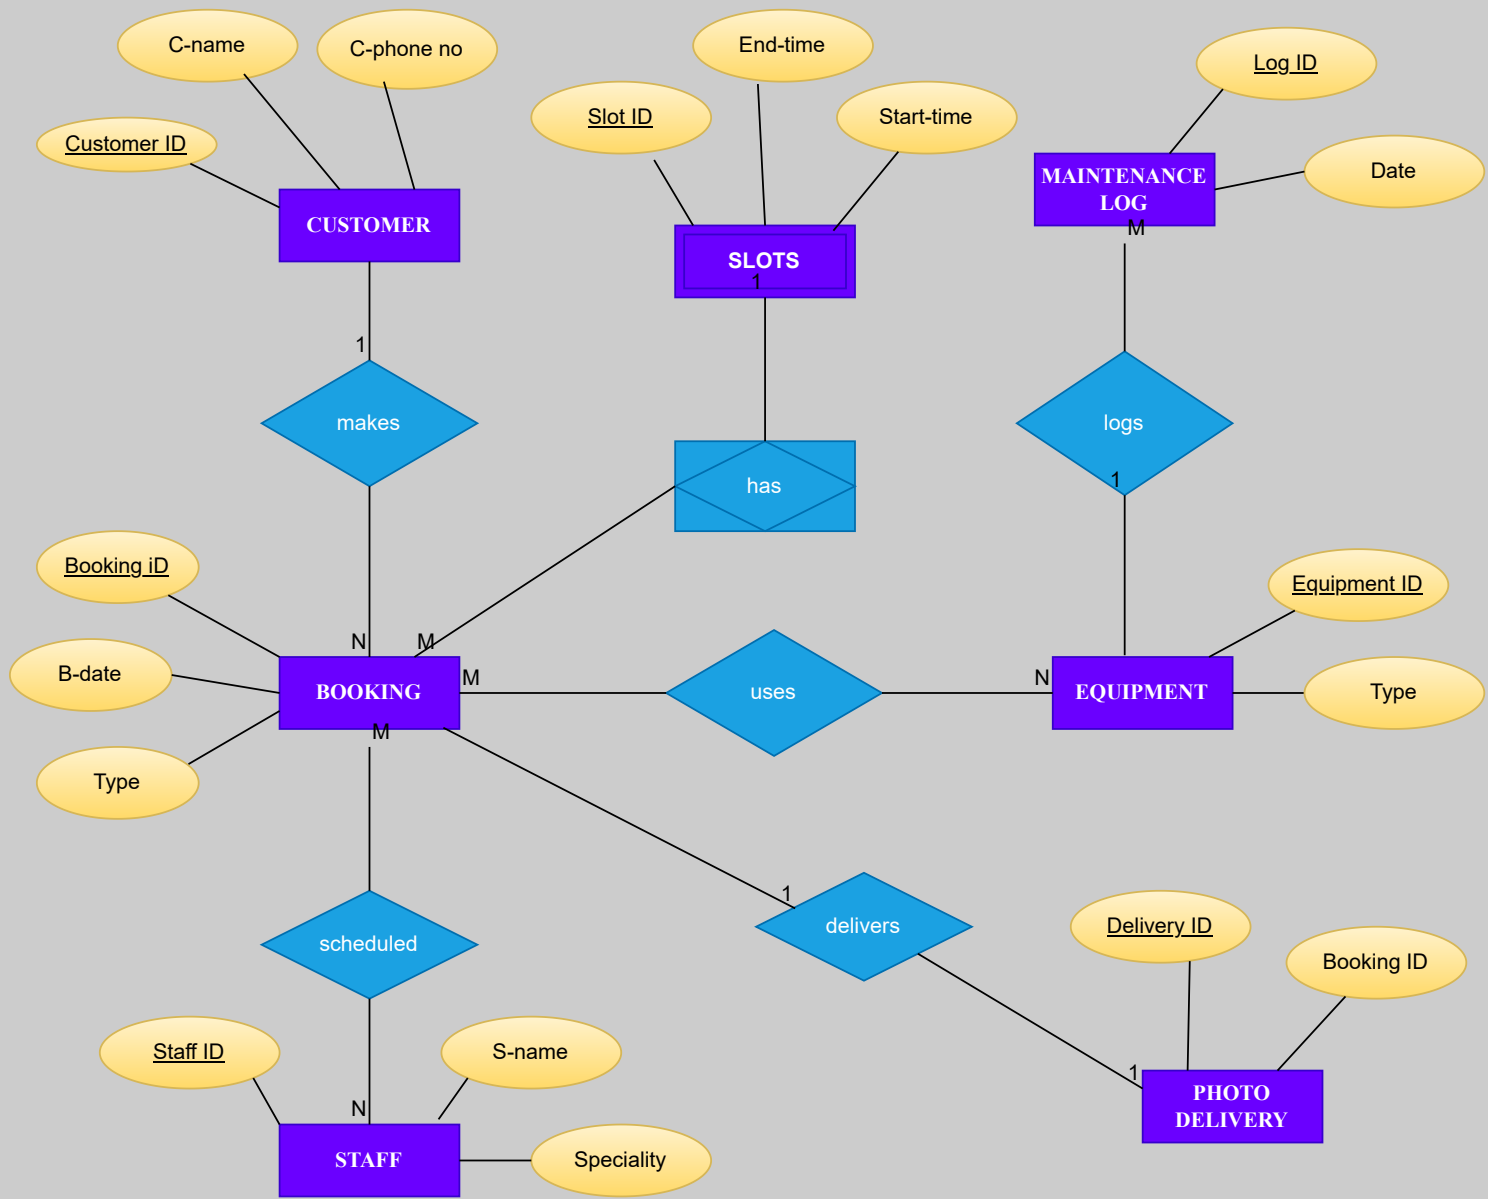 C-name
C-phone no
End-time
Log ID
Slot ID
Start-time
Customer ID
Date
MAINTENANCE
LOG
M
CUSTOMER
SLOTS
1
1
makes
logs
1
has
Booking iD
Equipment ID
N
M
B-date
M
N
BOOKING
uses
EQUIPMENT
Type
M
Type
1
delivers
Delivery ID
scheduled
Booking ID
Staff ID
S-name
1
N
PHOTO
DELIVERY
STAFF
Speciality